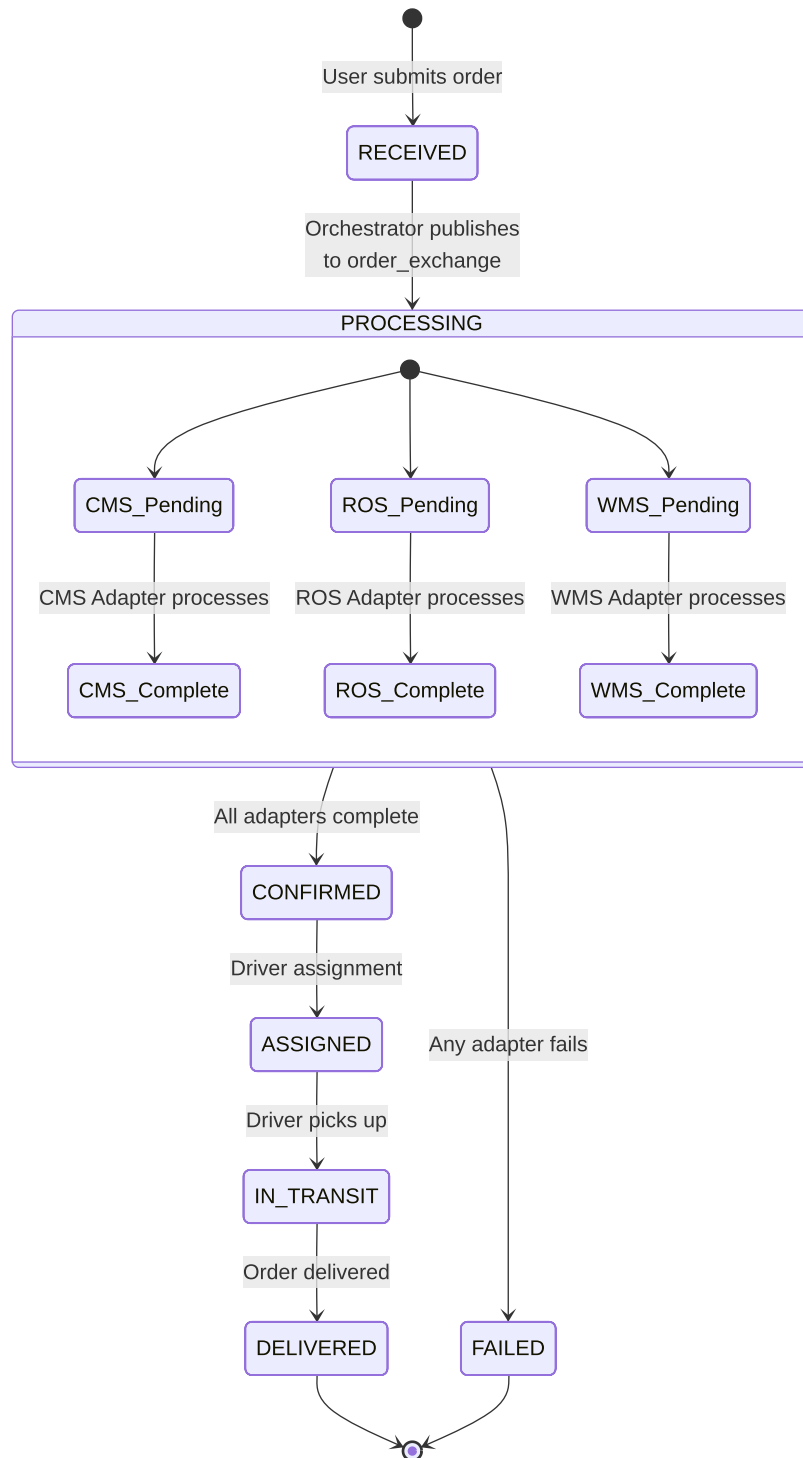 User submits order
RECEIVED
Orchestrator publishes
to order_exchange
PROCESSING
CMS_Pending
ROS_Pending
WMS_Pending
CMS Adapter processes
ROS Adapter processes
WMS Adapter processes
CMS_Complete
ROS_Complete
WMS_Complete
All adapters complete
CONFIRMED
Driver assignment
ASSIGNED
Any adapter fails
Driver picks up
IN_TRANSIT
Order delivered
DELIVERED
FAILED